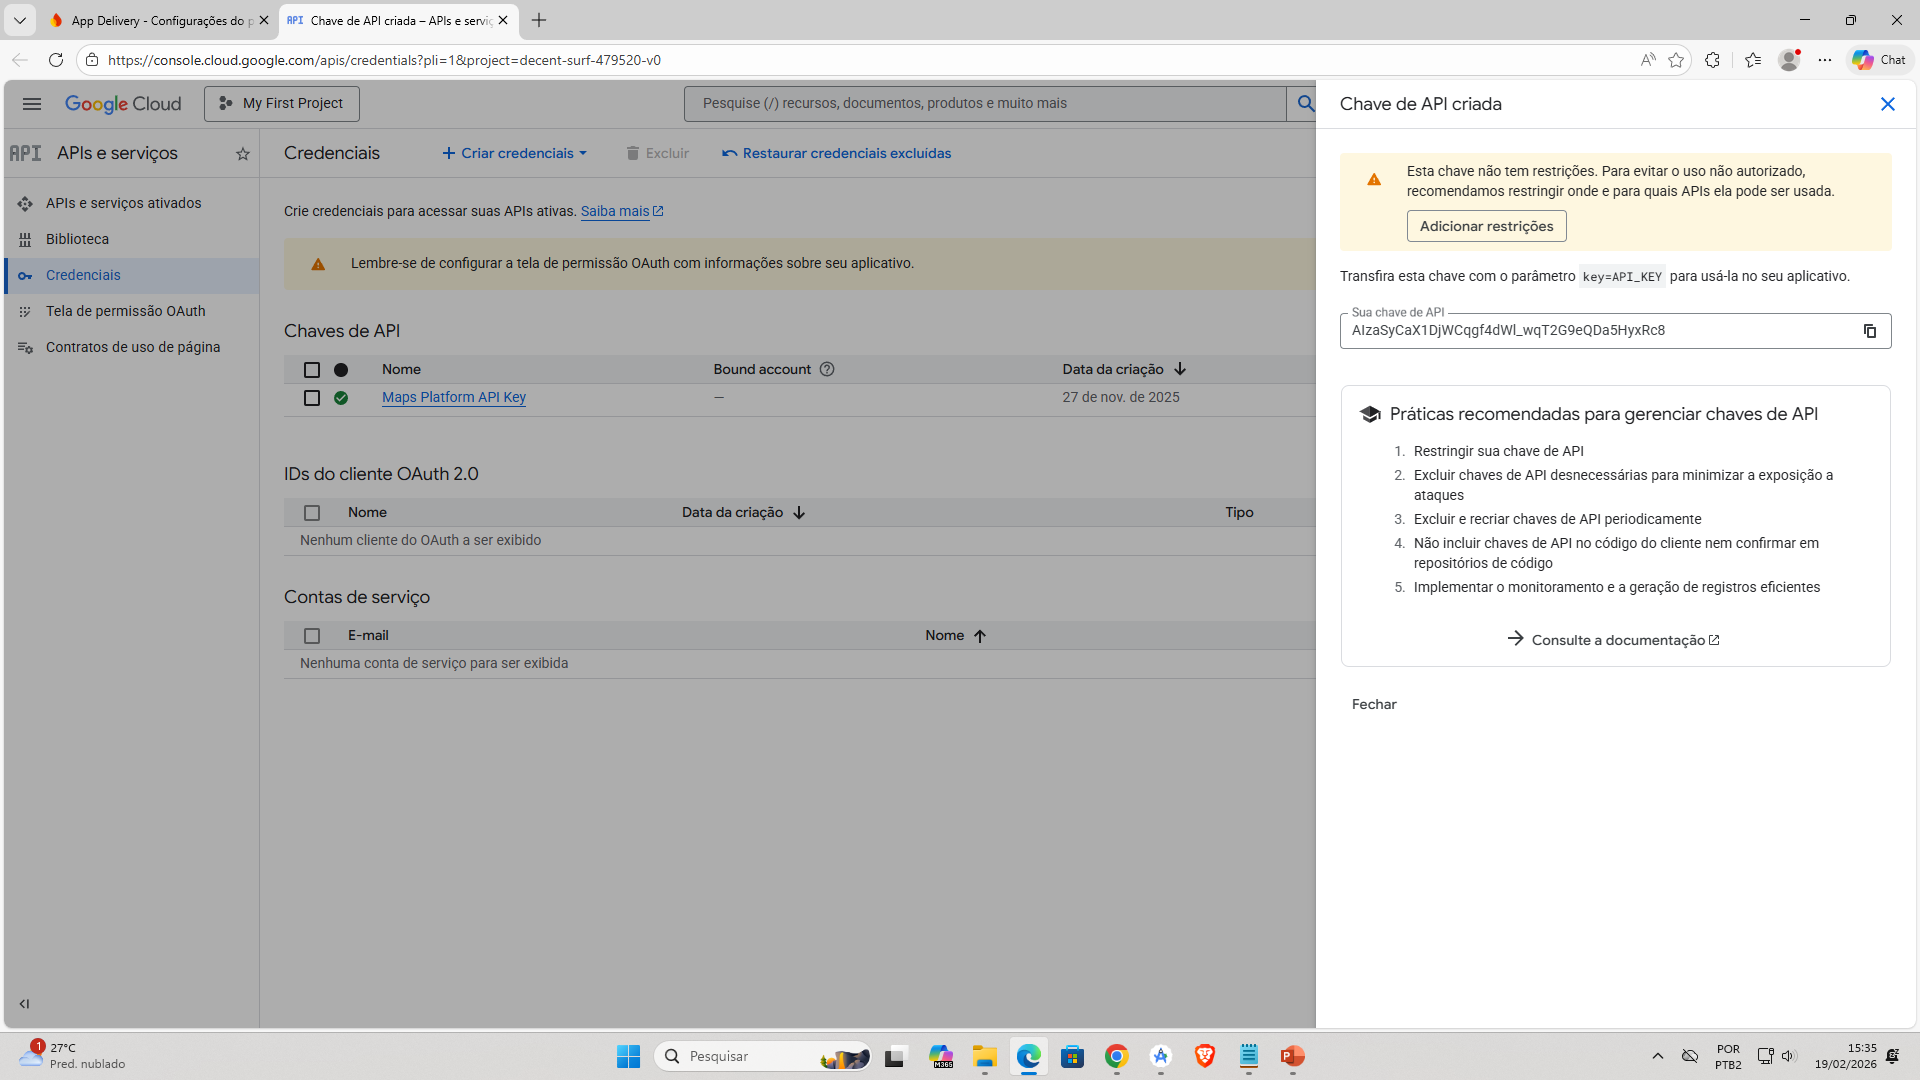 App Delivery - Configurações do p
API Chave de API criada – APIs e serviç
https://console.cloud.google.com/apis/credentials?pli=1&project=decent-surf-479520-v0
Chat
Google Cloud
My First Project
Pesquise (/) recursos, documentos, produtos e muito mais
API APIs e serviços
APIs e serviços ativados
Biblioteca
Credenciais
Tela de permissão OAuth
Contratos de uso de página
Credenciais
Criar credenciais
Excluir
Restaurar credenciais excluídas
Crie credenciais para acessar suas APIs ativas. Saiba mais
Lembre-se de configurar a tela de permissão OAuth com informações sobre seu aplicativo.
Chaves de API
Nome Bound account Data da criação
Maps Platform API Key — 27 de nov. de 2025
IDs do cliente OAuth 2.0
Nome Data da criação Tipo
Nenhum cliente do OAuth a ser exibido
Contas de serviço
E-mail Nome
Nenhuma conta de serviço para ser exibida
Chave de API criada
Esta chave não tem restrições. Para evitar o uso não autorizado,
recomendamos restringir onde e para quais APIs ela pode ser usada.
Adicionar restrições
Transfira esta chave com o parâmetro key=API_KEY para usá-la no seu aplicativo.
Sua chave de API
AIzaSyCaX1DjWCqgf4dWl_wqT2G9eQDa5HyxRc8
Práticas recomendadas para gerenciar chaves de API
1. Restringir sua chave de API
2. Excluir chaves de API desnecessárias para minimizar a exposição a
ataques
3. Excluir e recriar chaves de API periodicamente
4. Não incluir chaves de API no código do cliente nem confirmar em
repositórios de código
5. Implementar o monitoramento e a geração de registros eficientes
Consulte a documentação
Fechar
1
27°C
Pred. nublado
Pesquisar
M365
POR
PTB2
15:35
19/02/2026